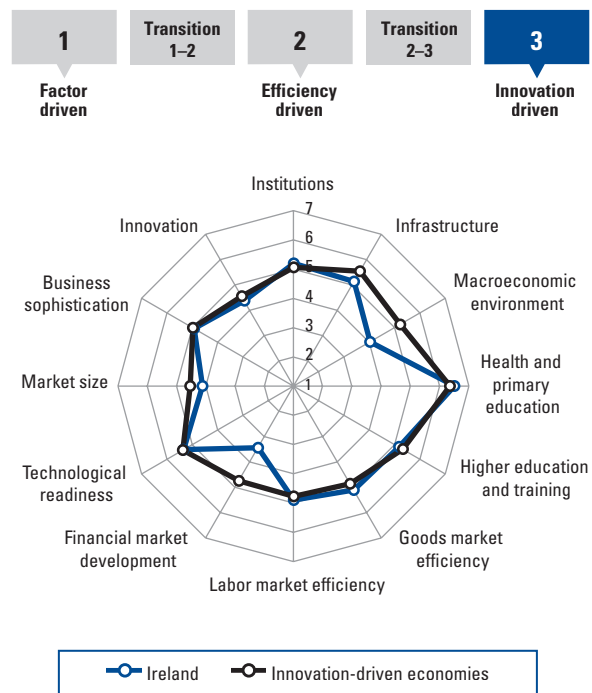 1
Transition
1–2
2
Transition
2–3
3
Factor
driven
Efficiency
driven
Innovation
driven
Institutions
Innovation
Infrastructure
Business
sophistication
Macroeconomic
environment
Market size
Health and
primary
education
Technological
readiness
Higher education
and training
Financial market
development
Goods market
efficiency
Labor market efficiency
7
6
5
4
3
2
1
Ireland
Innovation-driven economies